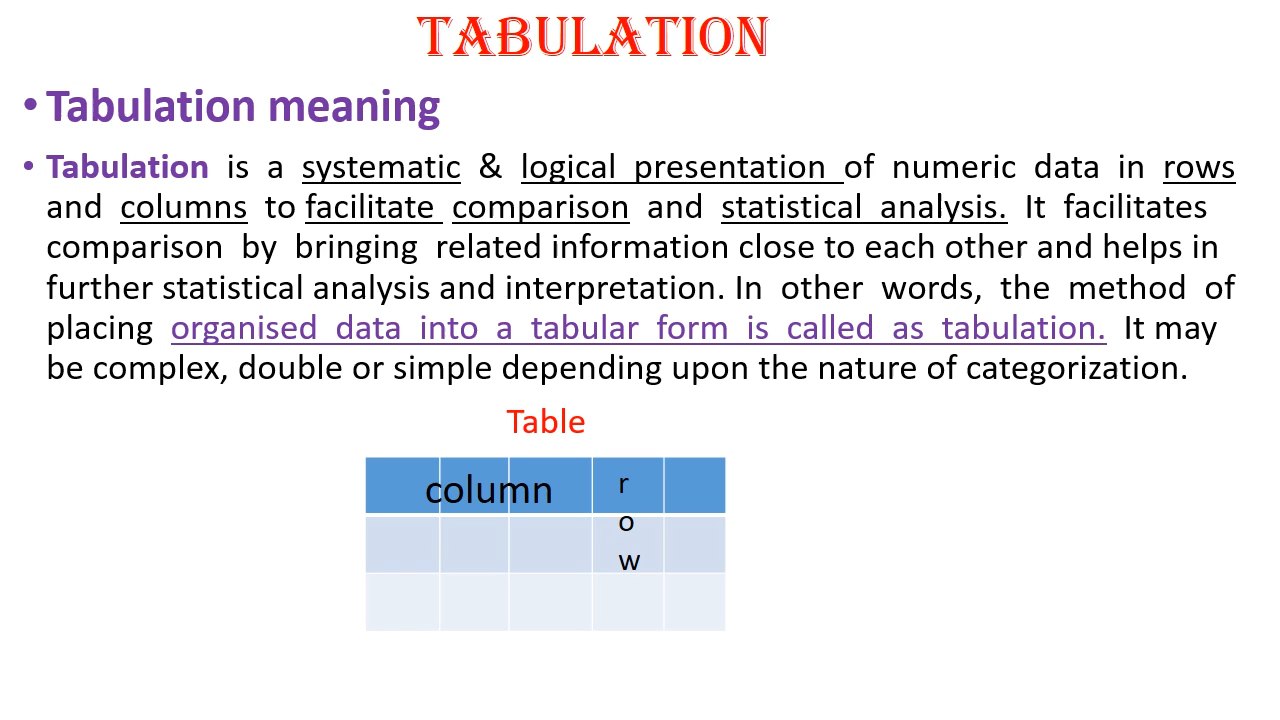 TABULATION
• Tabulation meaning
• Tabulation is a systematic & logical presentation of numeric data in rows
and columns to facilitate comparison and statistical analysis. It facilitates
comparison by bringing related information close to each other and helps in
further statistical analysis and interpretation. In other words, the method of
placing organised data into a tabular form is called as tabulation. It may
be complex, double or simple depending upon the nature of categorization.
Table
column
r
o
w